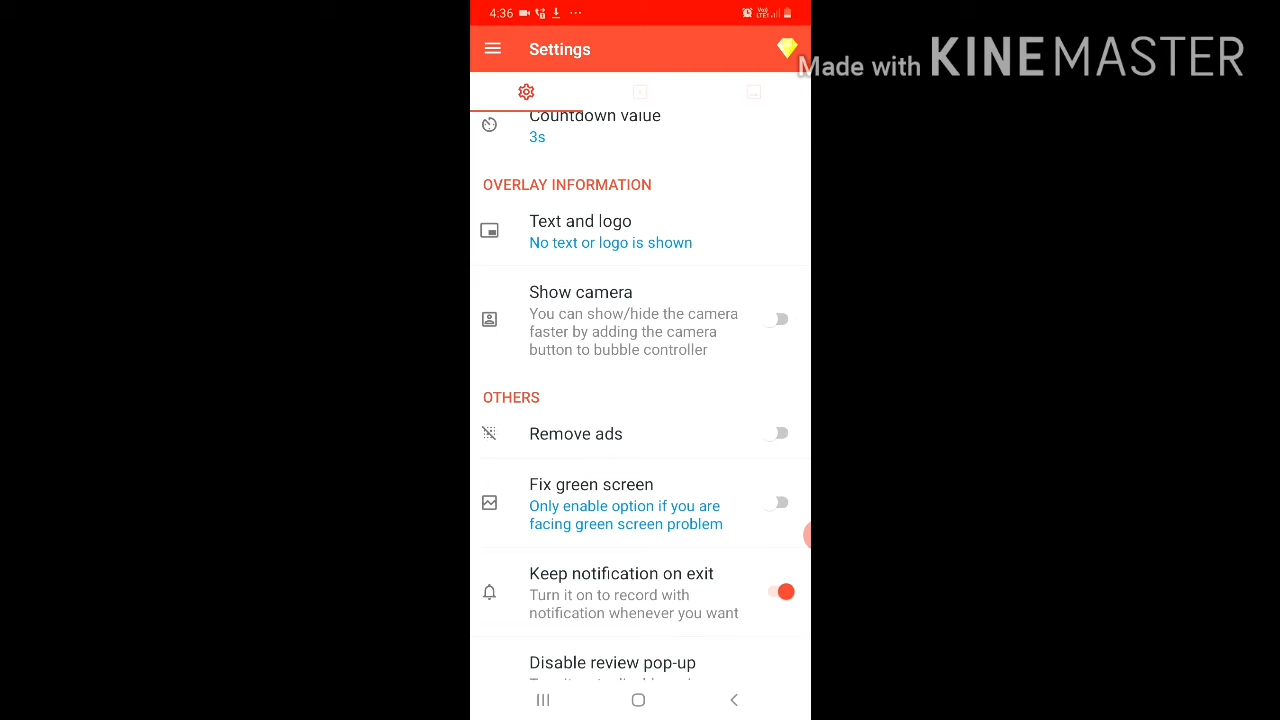 4:36
Settings
Made with KINEMASTER
Countdown value
3s
OVERLAY INFORMATION
Text and logo
No text or logo is shown
Show camera
You can show/hide the camera
faster by adding the camera
button to bubble controller
OTHERS
Remove ads
Fix green screen
Only enable option if you are
facing green screen problem
Keep notification on exit
Turn it on to record with
notification whenever you want
Disable review pop-up